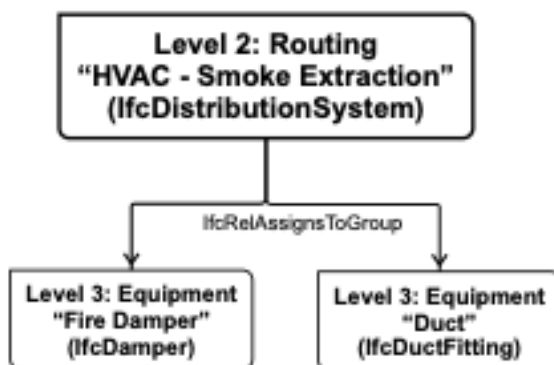 Level 2: Routing
“HVAC - Smoke Extraction”
(IfcDistributionSystem)
IfcRelAssignsToGroup
Level 3: Equipment
“Fire Damper”
(IfcDamper)
Level 3: Equipment
“Duct”
(IfcDuctFitting)